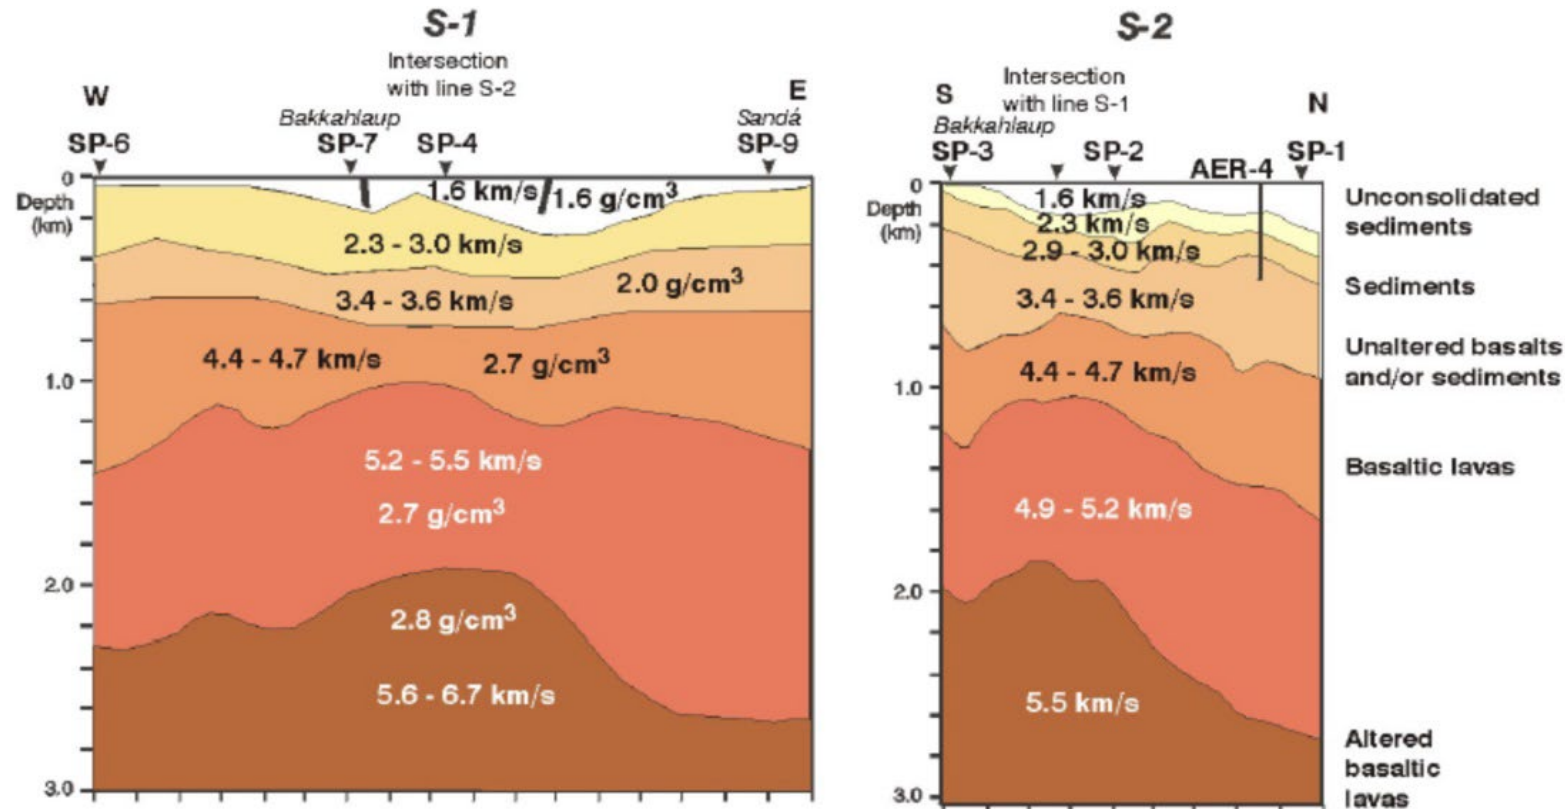 S-1
Intersection
with line S-2
W
E
Bakkahlaup
Sandá
SP-6
SP-7
SP-4
SP-9
0
Depth
(km)
1.6 km/s
1.6 g/cm³
2.3 - 3.0 km/s
2.0 g/cm³
3.4 - 3.6 km/s
4.4 - 4.7 km/s
2.7 g/cm³
1.0
5.2 - 5.5 km/s
2.7 g/cm³
2.0
2.8 g/cm³
5.6 - 6.7 km/s
3.0
S-2
Intersection
with line S-1
S
N
Bakkahlaup
SP-3
SP-2
AER-4
SP-1
0
Depth
(km)
1.6 km/s
2.3 km/s
2.9 - 3.0 km/s
3.4 - 3.6 km/s
4.4 - 4.7 km/s
1.0
4.9 - 5.2 km/s
2.0
5.5 km/s
3.0
Unconsolidated
sediments
Sediments
Unaltered basalts
and/or sediments
Basaltic lavas
Altered
basaltic
lavas